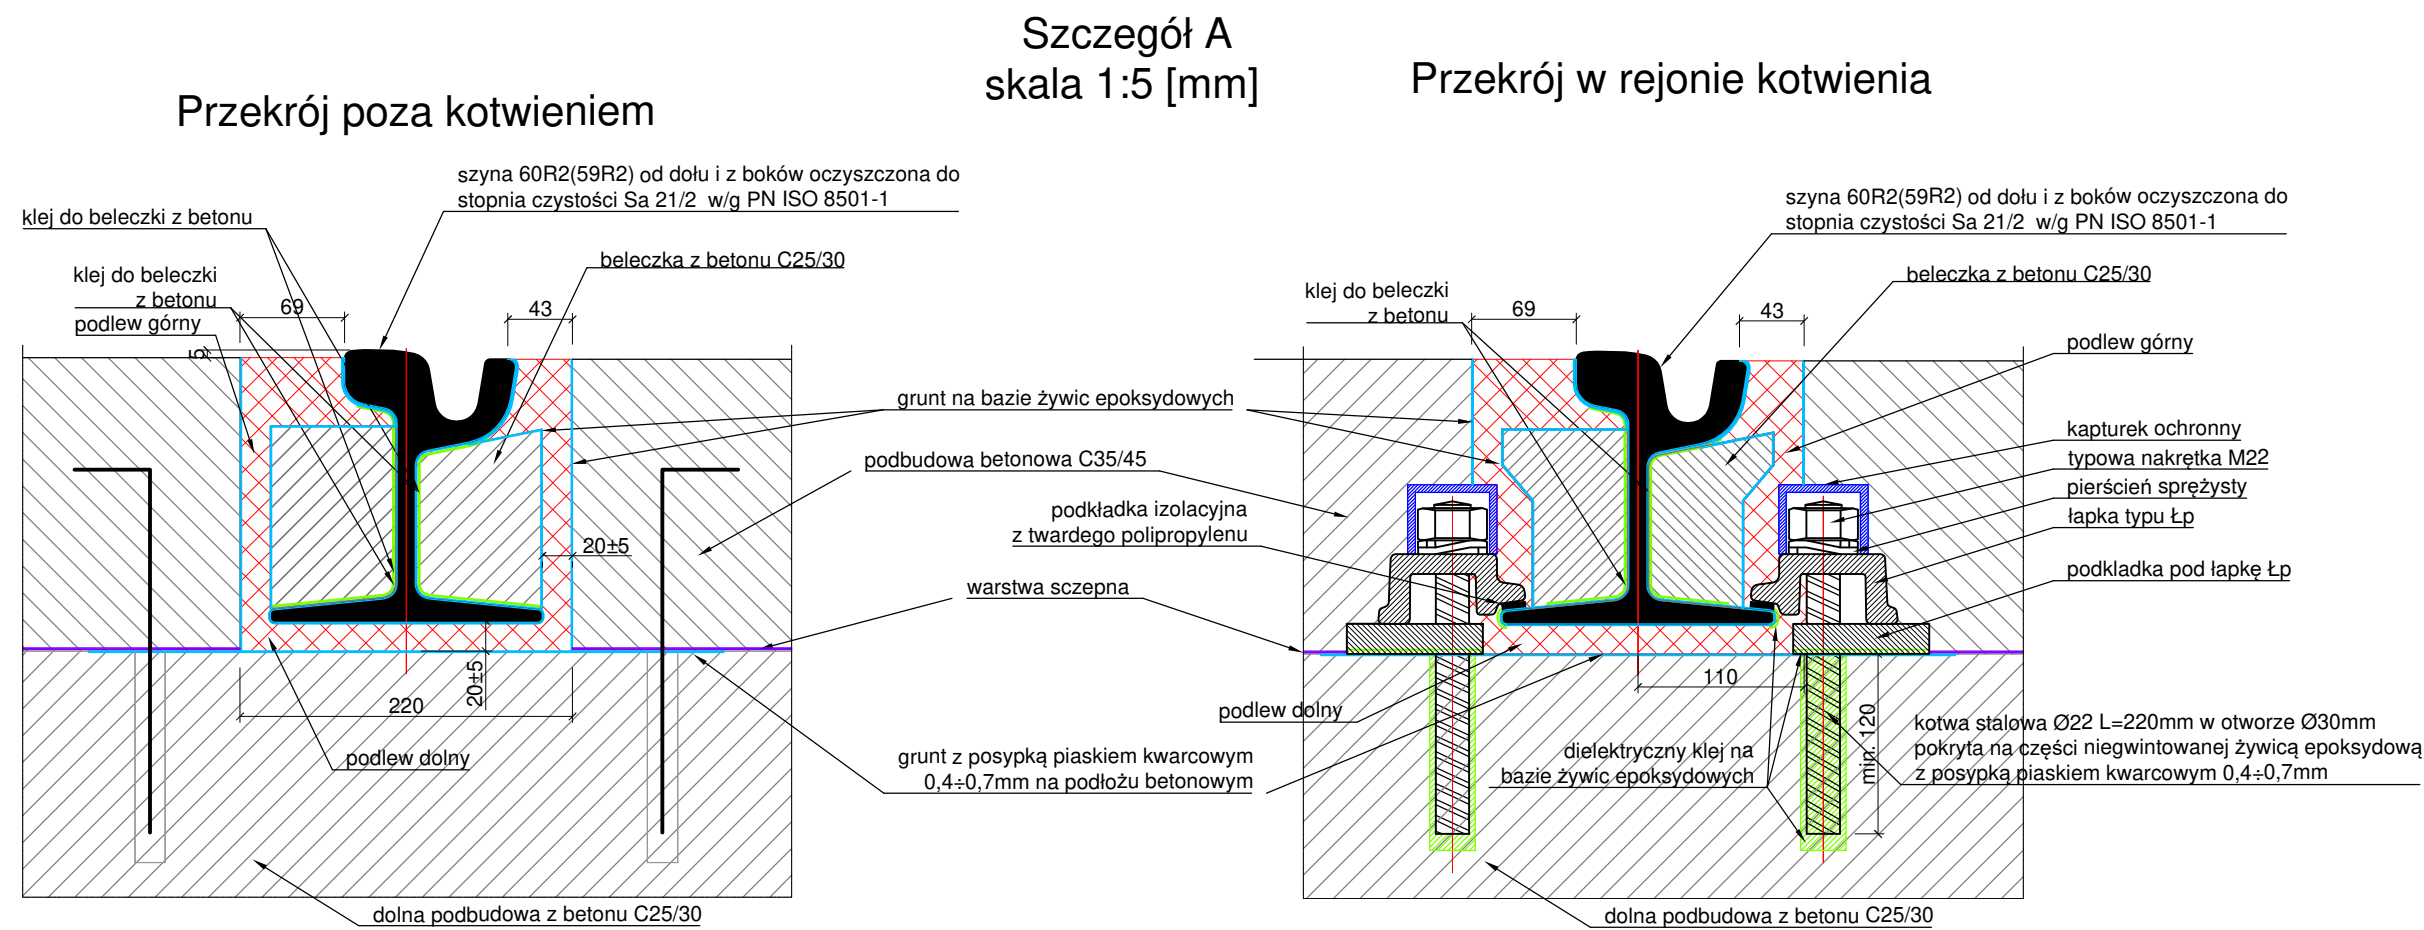 Szczegół A
skala 1:5 [mm]
Przekrój poza kotwieniem
szyna 60R2(59R2) od dołu i z boków oczyszczona do
stopnia czystości Sa 21/2 w/g PN ISO 8501-1
klej do beleczki z betonu
beleczka z betonu C25/30
klej do beleczki
z betonu
podlew górny
69
43
5
20±5
20±5
220
podlew dolny
dolna podbudowa z betonu C25/30
grunt na bazie żywic epoksydowych
podbudowa betonowa C35/45
podkładka izolacyjna
z twardego polipropylenu
warstwa sczepna
grunt z posypką piaskiem kwarcowym
0,4÷0,7mm na podłożu betonowym
Przekrój w rejonie kotwienia
szyna 60R2(59R2) od dołu i z boków oczyszczona do
stopnia czystości Sa 21/2 w/g PN ISO 8501-1
beleczka z betonu C25/30
klej do beleczki
z betonu
69
43
podlew górny
kapturek ochronny
typowa nakrętka M22
pierścień sprężysty
łapka typu Łp
podkladka pod łapkę Łp
110
min. 120
podlew dolny
dielektryczny klej na
bazie żywic epoksydowych
kotwa stalowa Ø22 L=220mm w otworze Ø30mm
pokryta na części niegwintowanej żywicą epoksydową
z posypką piaskiem kwarcowym 0,4÷0,7mm
dolna podbudowa z betonu C25/30